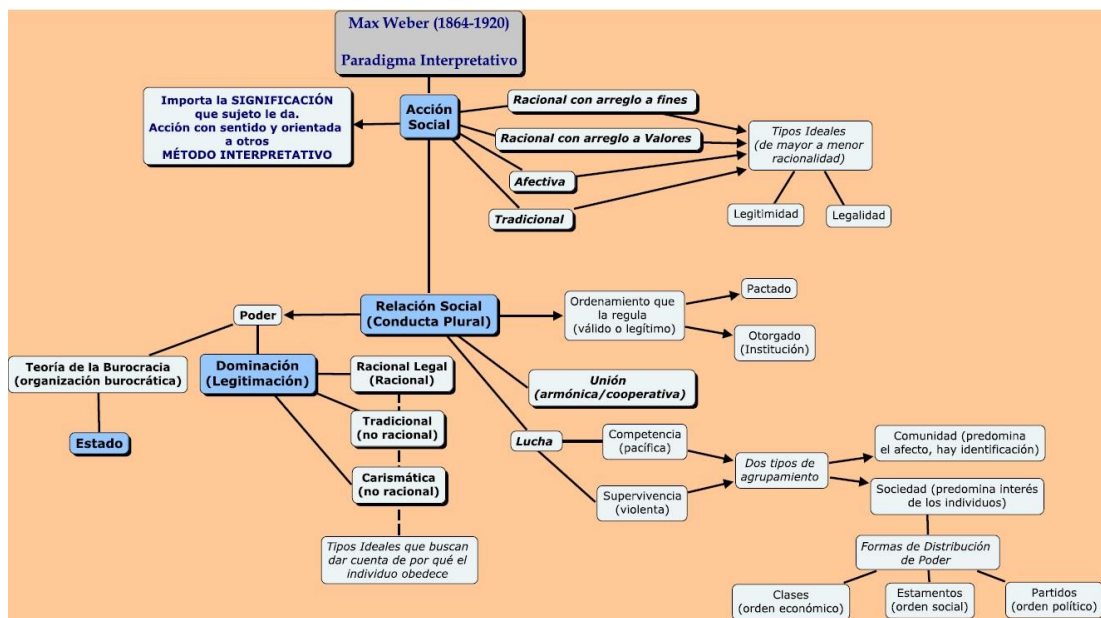 Max Weber (1864-1920)
Paradigma Interpretativo
Importa la SIGNIFICACIÓN
que sujeto le da.
Acción con sentido y orientada
a otros
MÉTODO INTERPRETATIVO
Acción
Social
Racional con arreglo a fines
Racional con arreglo a Valores
Afectiva
Tradicional
Tipos Ideales
(de mayor a menor
racionalidad)
Legitimidad
Legalidad
Relación Social
(Conducta Plural)
Ordenamiento que
la regula
(válido o legítimo)
Pactado
Otorgado
(Institución)
Poder
Teoría de la Burocracia
(organización burocrática)
Estado
Dominación
(Legitimación)
Racional Legal
(Racional)
Tradicional
(no racional)
Carismática
(no racional)
Tipos Ideales que buscan
dar cuenta de por qué el
individuo obedece
Unión
(armónica/cooperativa)
Lucha
Competencia
(pacífica)
Supervivencia
(violenta)
Dos tipos de
agrupamiento
Comunidad (predomina
el afecto, hay identificación)
Sociedad (predomina interés
de los individuos)
Formas de Distribución
de Poder
Clases
(orden económico)
Estamentos
(orden social)
Partidos
(orden político)